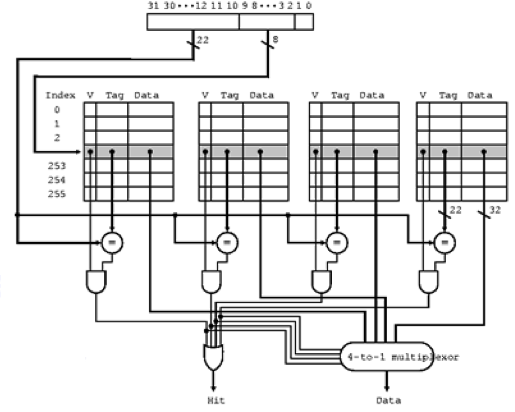 31 30•••12 11 10 9 8•••3 2 1 0
22
8
Index V Tag Data V Tag Data V Tag Data V Tag Data
0
1
2
253
254
255
22 32
= = = =
4-to-1 multiplexor
Hit Data